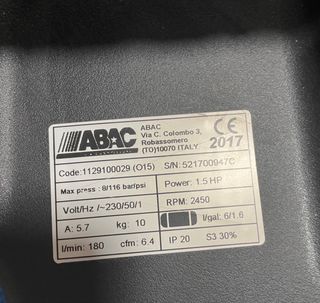 ABAC
ABAC
Via C. Colombo 3,
Robassomero
(TO)10070 ITALY
CE
2017
Code:1129100029 (O15) S/N:521700947C
Max press : 8/116 bar/psi Power: 1.5 HP
Volt/Hz /~230/50/1 RPM: 2450
A: 5.7 kg: 10 l/gal: 6/1.6
l/min: 180 cfm: 6.4 IP 20 S3 30%